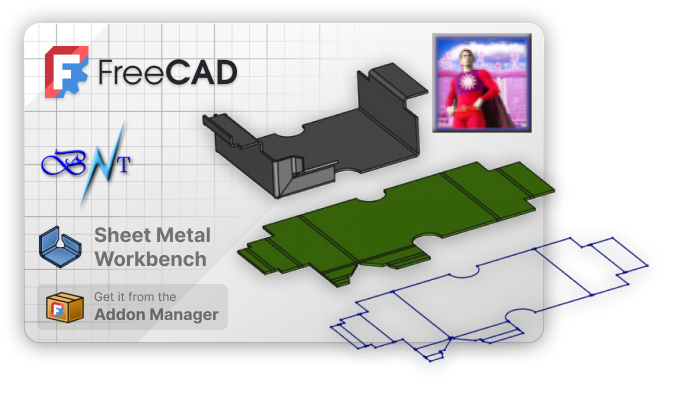 FreeCAD
BNT
Sheet Metal
Workbench
Get it from the
Addon Manager